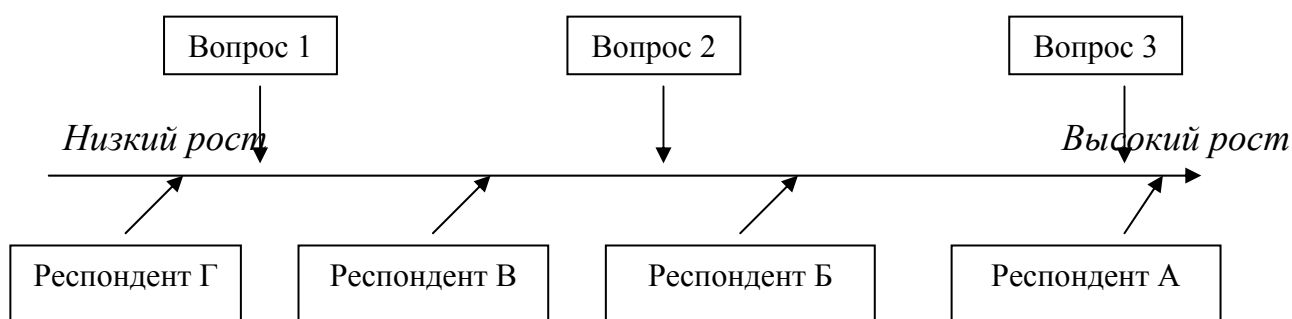 Вопрос 1
Вопрос 2
Вопрос 3
Низкий рост
Высокий рост
Респондент Г
Респондент В
Респондент Б
Респондент А